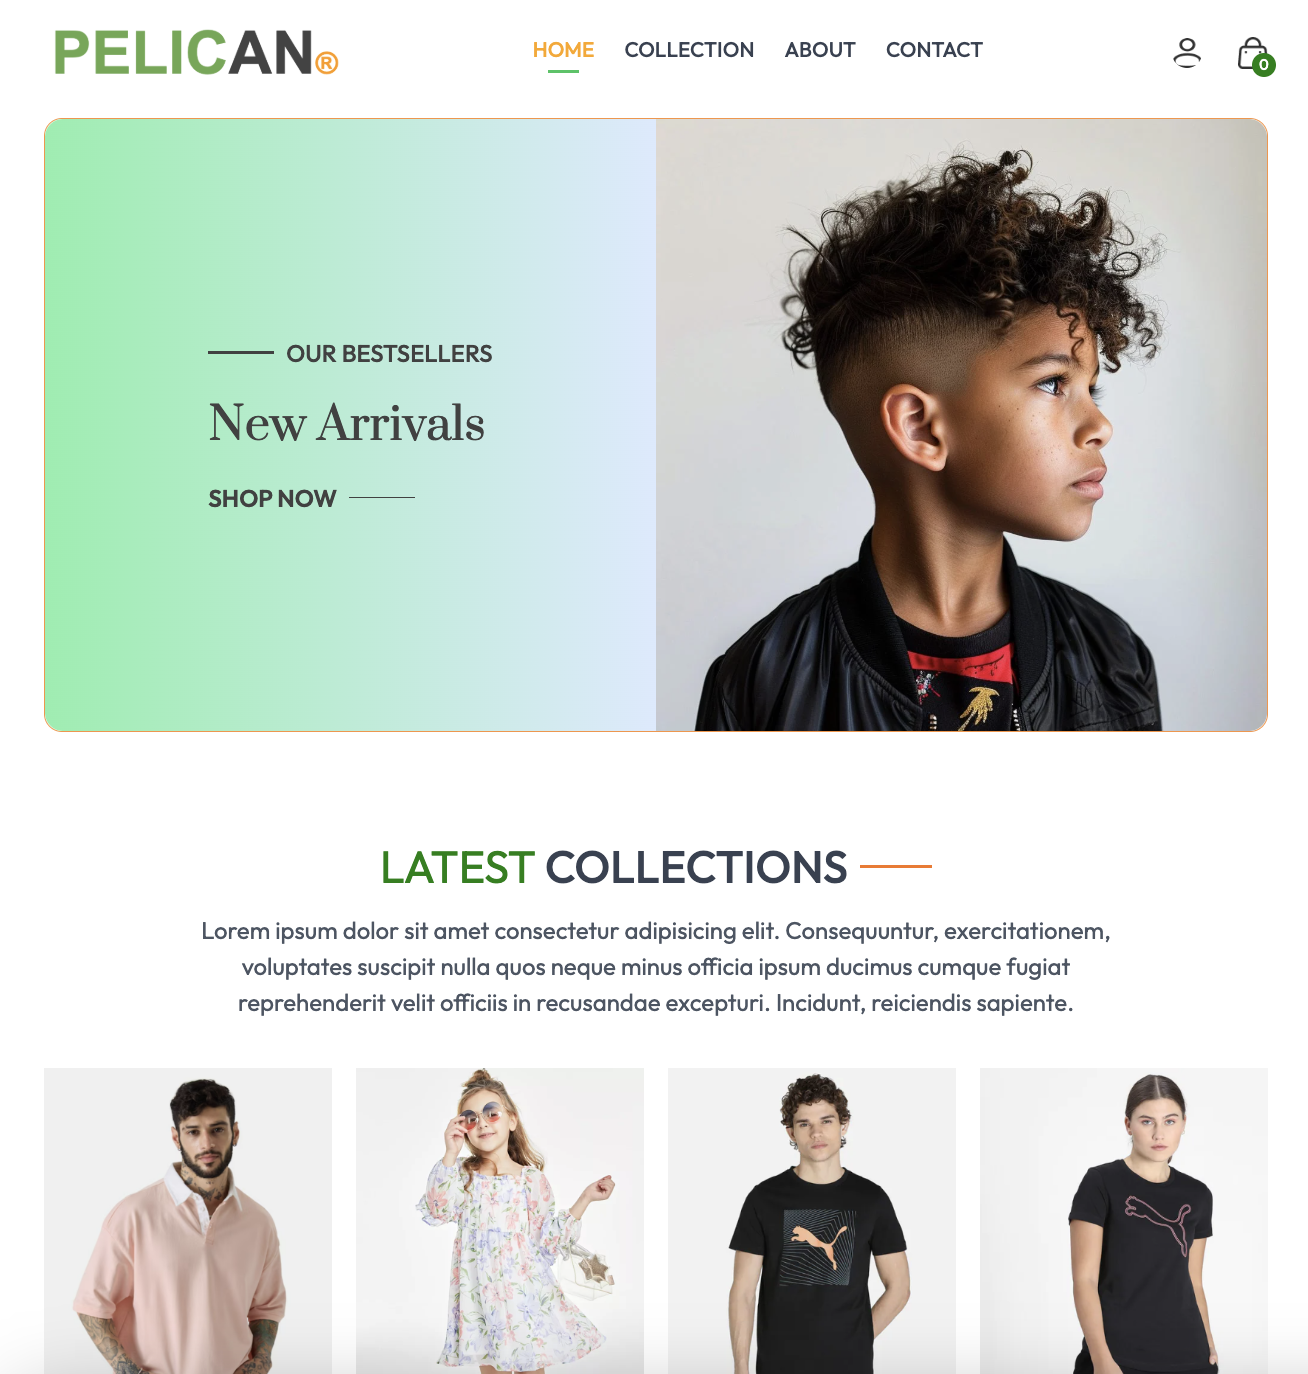 PELICAN®
HOME COLLECTION ABOUT CONTACT
0
OUR BESTSELLERS
New Arrivals
SHOP NOW
LATEST COLLECTIONS
Lorem ipsum dolor sit amet consectetur adipisicing elit. Consequuntur, exercitationem,
voluptates suscipit nulla quos neque minus officia ipsum ducimus cumque fugiat
reprehenderit velit officiis in recusandae excepturi. Incidunt, reiciendis sapiente.